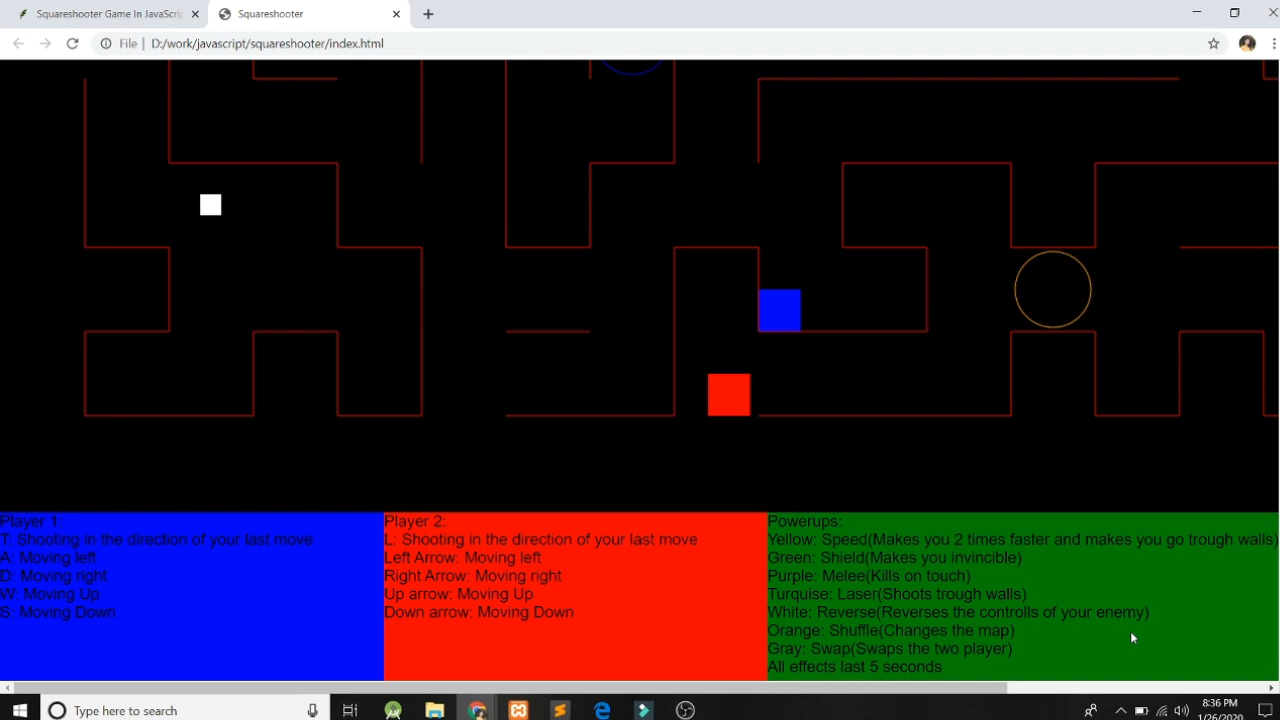 Squareshooter Game In JavaScrip
Squareshooter
File | D:/work/javascript/squareshooter/index.html
Player 1:
T: Shooting in the direction of your last move
A: Moving left
D: Moving right
W: Moving Up
S: Moving Down
Player 2:
L: Shooting in the direction of your last move
Left Arrow: Moving left
Right Arrow: Moving right
Up arrow: Moving Up
Down arrow: Moving Down
Powerups:
Yellow: Speed(Makes you 2 times faster and makes you go trough walls)
Green: Shield(Makes you invincible)
Purple: Melee(Kills on touch)
Turquise: Laser(Shoots trough walls)
White: Reverse(Reverses the controlls of your enemy)
Orange: Shuffle(Changes the map)
Gray: Swap(Swaps the two player)
All effects last 5 seconds
Type here to search
8:36 PM
1/26/2020